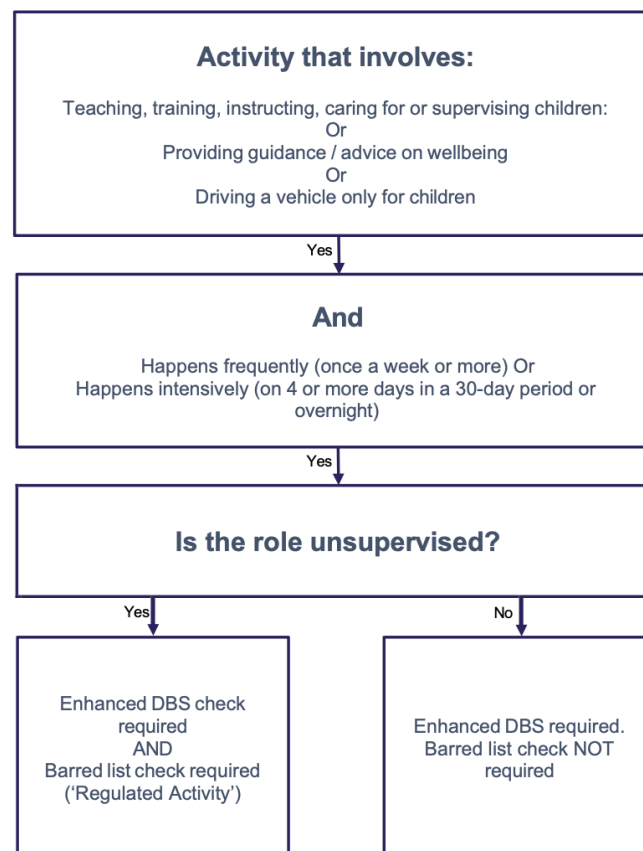 Activity that involves:
Teaching, training, instructing, caring for or supervising children:
Or
Providing guidance / advice on wellbeing
Or
Driving a vehicle only for children
Yes
And
Happens frequently (once a week or more) Or
Happens intensively (on 4 or more days in a 30-day period or
overnight)
Yes
Is the role unsupervised?
Yes
No
Enhanced DBS check
required
AND
Barred list check required
(‘Regulated Activity’)
Enhanced DBS required.
Barred list check NOT
required